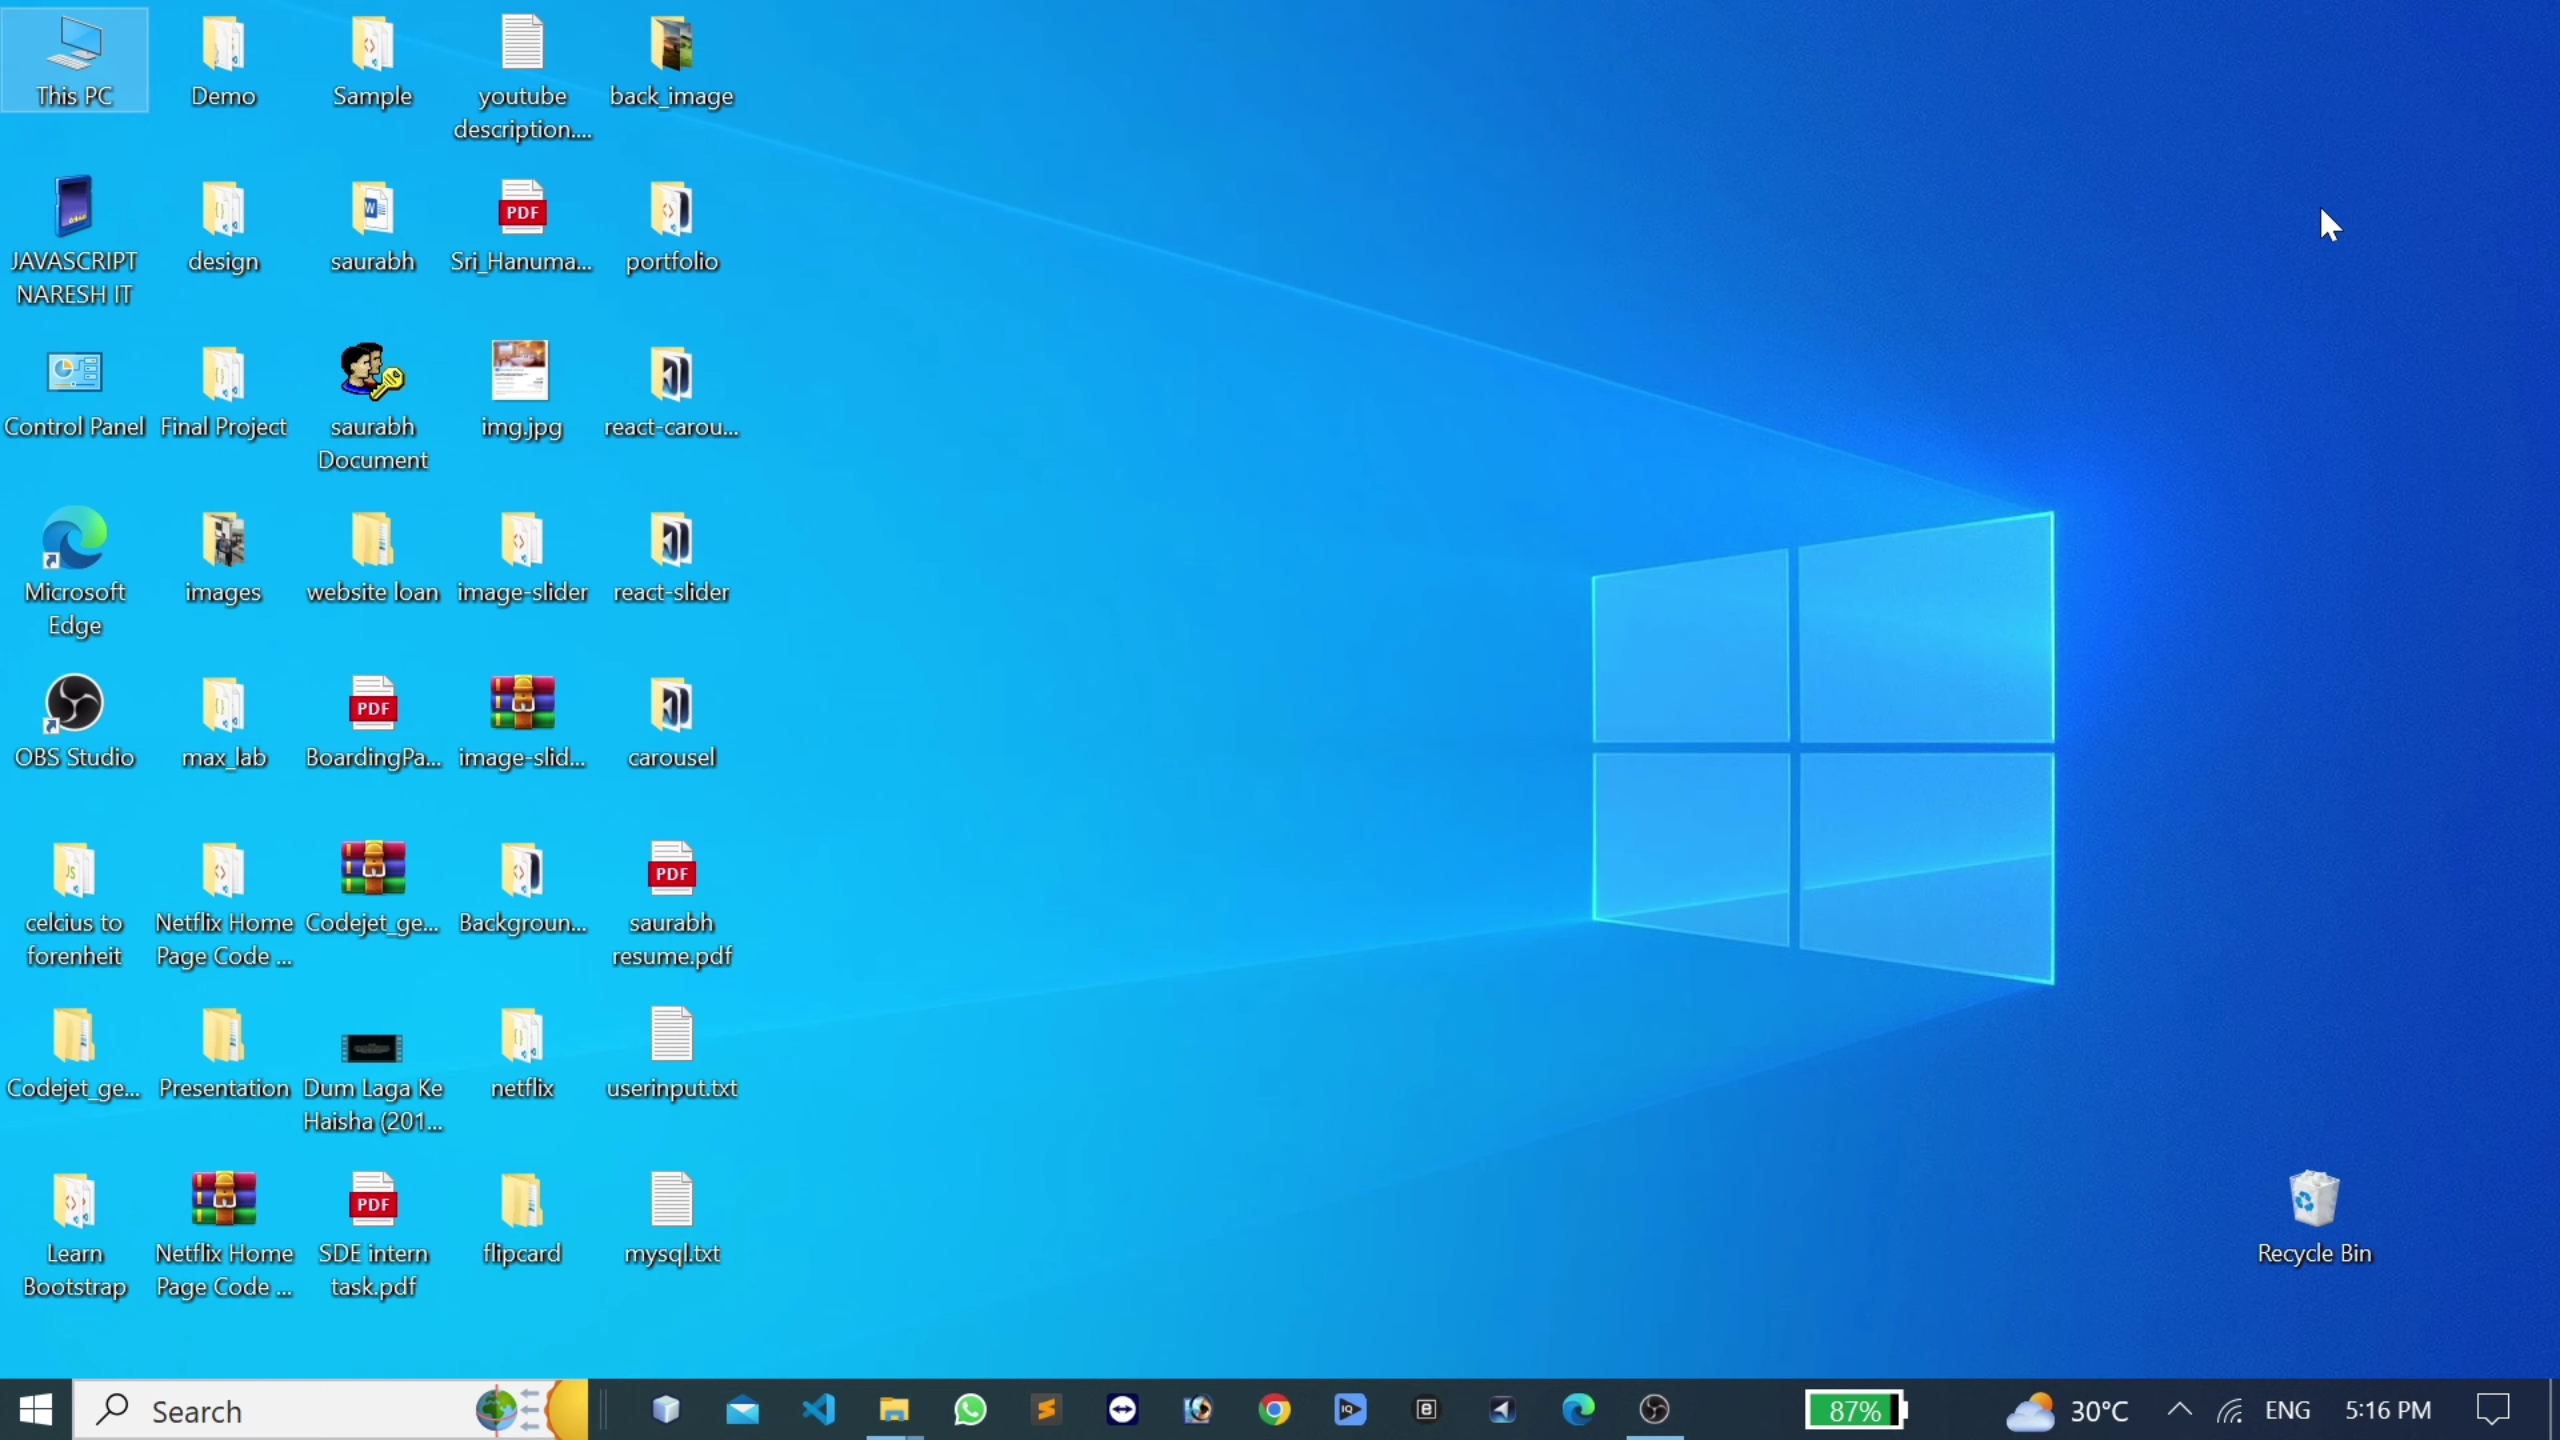 This PC
Demo
Sample
youtube
description....
back_image
JAVASCRIPT
NARESH IT
design
saurabh
PDF
Sri_Hanuma...
portfolio
Control Panel
Final Project
saurabh
Document
img.jpg
react-carou...
Microsoft
Edge
images
website loan
image-slider
react-slider
OBS Studio
max_lab
PDF
BoardingPa...
image-slid...
carousel
celcius to
forenheit
Netflix Home
Page Code ...
Codejet_ge...
Backgroun...
PDF
saurabh
resume.pdf
Codejet_ge...
Presentation
Dum Laga Ke
Haisha (201...
netflix
userinput.txt
Learn
Bootstrap
Netflix Home
Page Code ...
PDF
SDE intern
task.pdf
flipcard
mysql.txt
Recycle Bin
Search
87%
30°C
ENG
5:16 PM